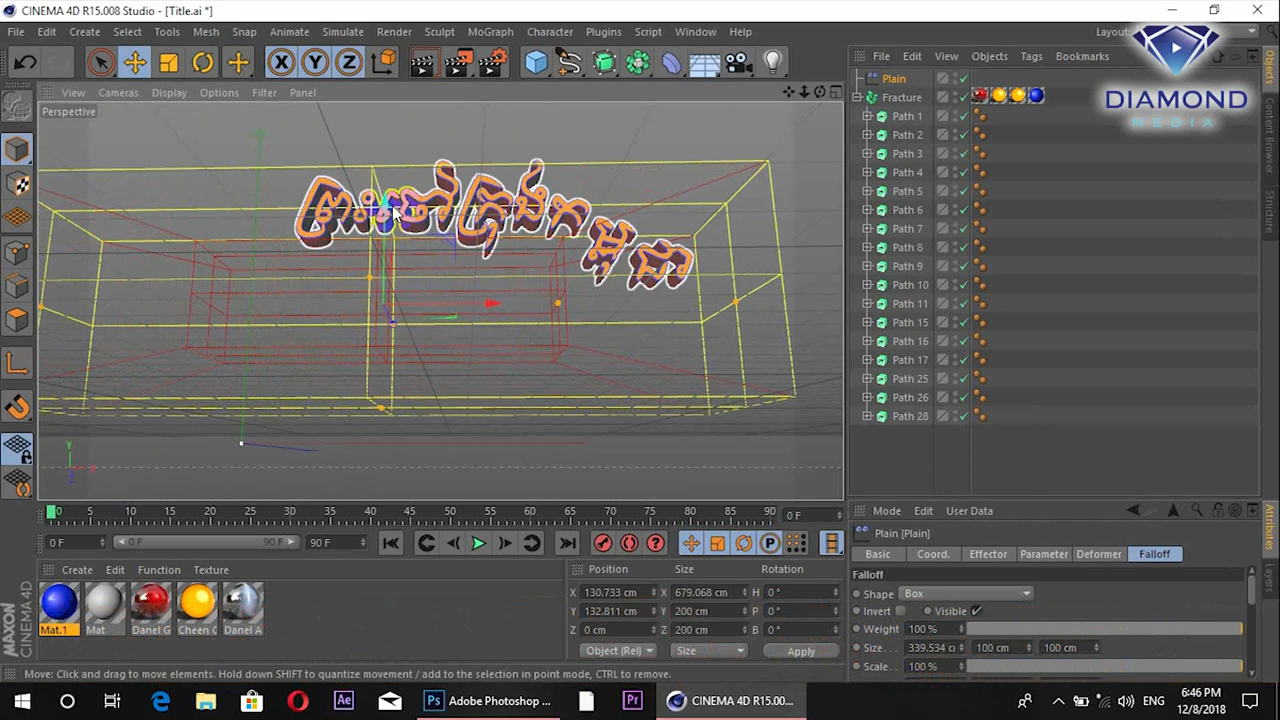 CINEMA 4D R15.008 Studio - [Title.ai *]
File Edit Create Select Tools Mesh Snap Animate Simulate Render Sculpt MoGraph Character Plugins Script Window Help Layout:
DIAMOND
MEDIA
File Edit View Objects Tags Bookmarks
View Cameras Display Options Filter Panel
Perspective
Plain
Fracture
Path 1
Path 2
Path 3
Path 4
Path 5
Path 6
Path 7
Path 8
Path 9
Path 10
Path 11
Path 15
Path 16
Path 17
Path 25
Path 26
Path 28
Objects
Content Browser
Y
X
Z
0 5 10 15 20 25 30 35 40 45 50 55 60 65 70 75 80 85 90 0 F
0 F 0 F 90 F 90 F
Create Edit Function Texture
Mat.1 Mat Danel G Cheen C Danel A
MAXON
CINEMA 4D
Position Size Rotation
X 130.733 cm X 679.068 cm H 0 °
Y 132.811 cm Y 200 cm P 0 °
Z 0 cm Z 200 cm B 0 °
Object (Rel) Size Apply
Mode Edit User Data
Plain [Plain]
Basic Coord. Effector Parameter Deformer Falloff
Falloff
Shape Box
Invert Visible
Weight 100 %
Size... 339.534 c 100 cm 100 cm
Scale... 100 %
Attributes
Layers
Move: Click and drag to move elements. Hold down SHIFT to quantize movement / add to the selection in point mode, CTRL to remove.
Adobe Photoshop ...
CINEMA 4D R15.00...
ENG
6:46 PM
12/8/2018